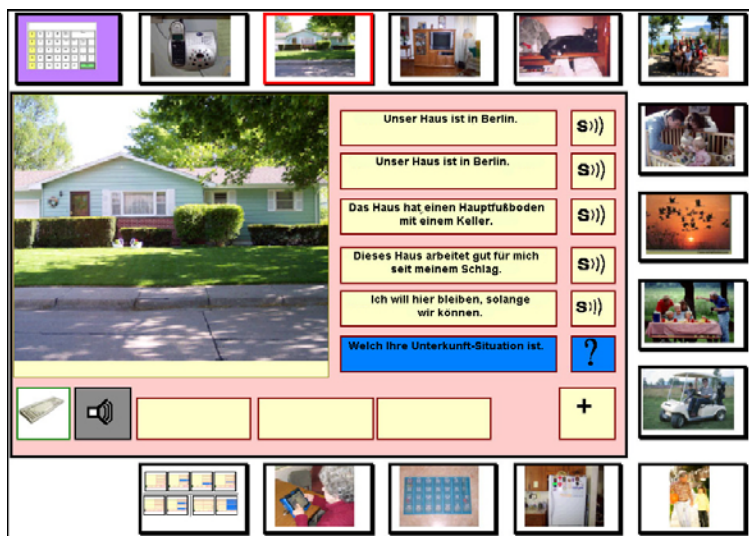 Unser Haus ist in Berlin.
S
Unser Haus ist in Berlin.
S
Das Haus hat einen Hauptfußboden
mit einem Keller.
S
Dieses Haus arbeitet gut für mich
seit meinem Schlag.
S
Ich will hier bleiben, solange
wir können.
S
Welch Ihre Unterkunft-Situation ist.
?
+